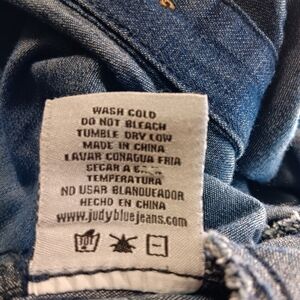 WASH COLD
DO NOT BLEACH
TUMBLE DRY LOW
MADE IN CHINA
LAVAR CONAGUA FRIA
SECAR A
TEMPERATURA
NO USAR BLANQUEADOR
HECHO EN CHINA
www.judybluejeans.com